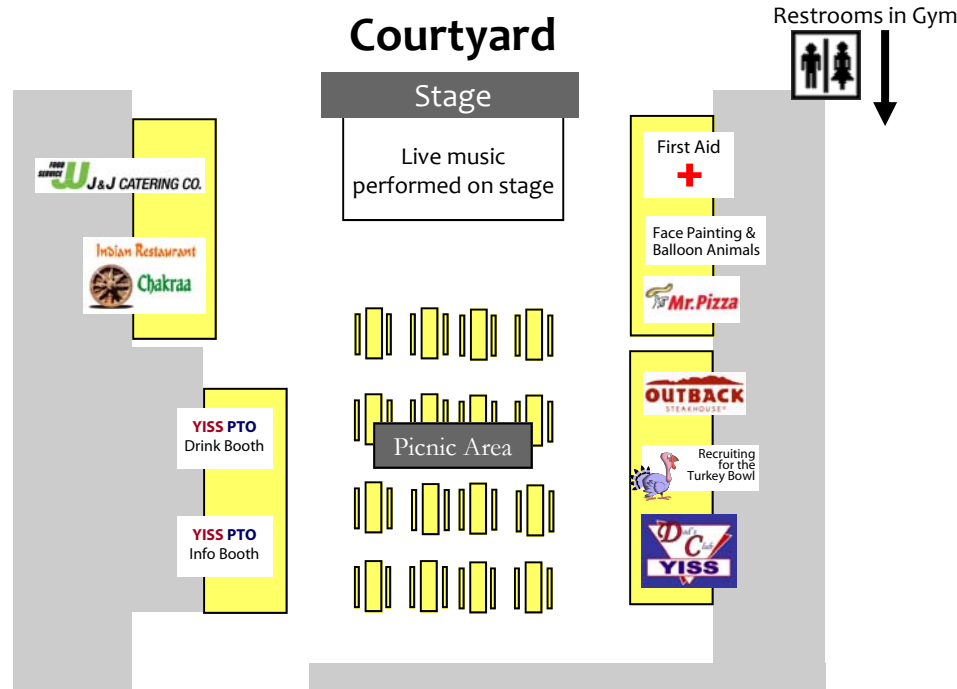 Restrooms in Gym
Courtyard
Stage
Live music
performed on stage
FOOD
SERVICE
JJ J&J CATERING CO.
Indian Restaurant
Chakraa
First Aid
Face Painting &
Balloon Animals
Mr.Pizza
OUTBACK
STEAKHOUSE®
Recruiting
for the
Turkey Bowl
Dad's
Club
YISS
YISS PTO
Drink Booth
YISS PTO
Info Booth
Picnic Area